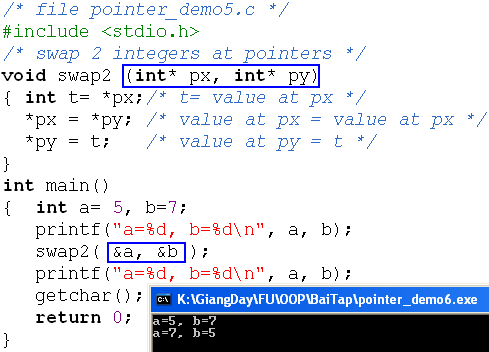 /* file pointer_demo5.c */
#include <stdio.h>
/* swap 2 integers at pointers */
void swap2 (int* px, int* py)
{ int t= *px;/* t= value at px */
*px = *py; /* value at px = value at px */
*py = t; /* value at py = t */
}
int main()
{ int a= 5, b=7;
printf("a=%d, b=%d\n", a, b);
swap2( &a, &b );
printf("a=%d, b=%d\n", a, b);
getchar();
return 0;
}
K:\GiangDay\FU\OOP\BaiTap\pointer_demo6.exe
a=5, b=7
a=7, b=5